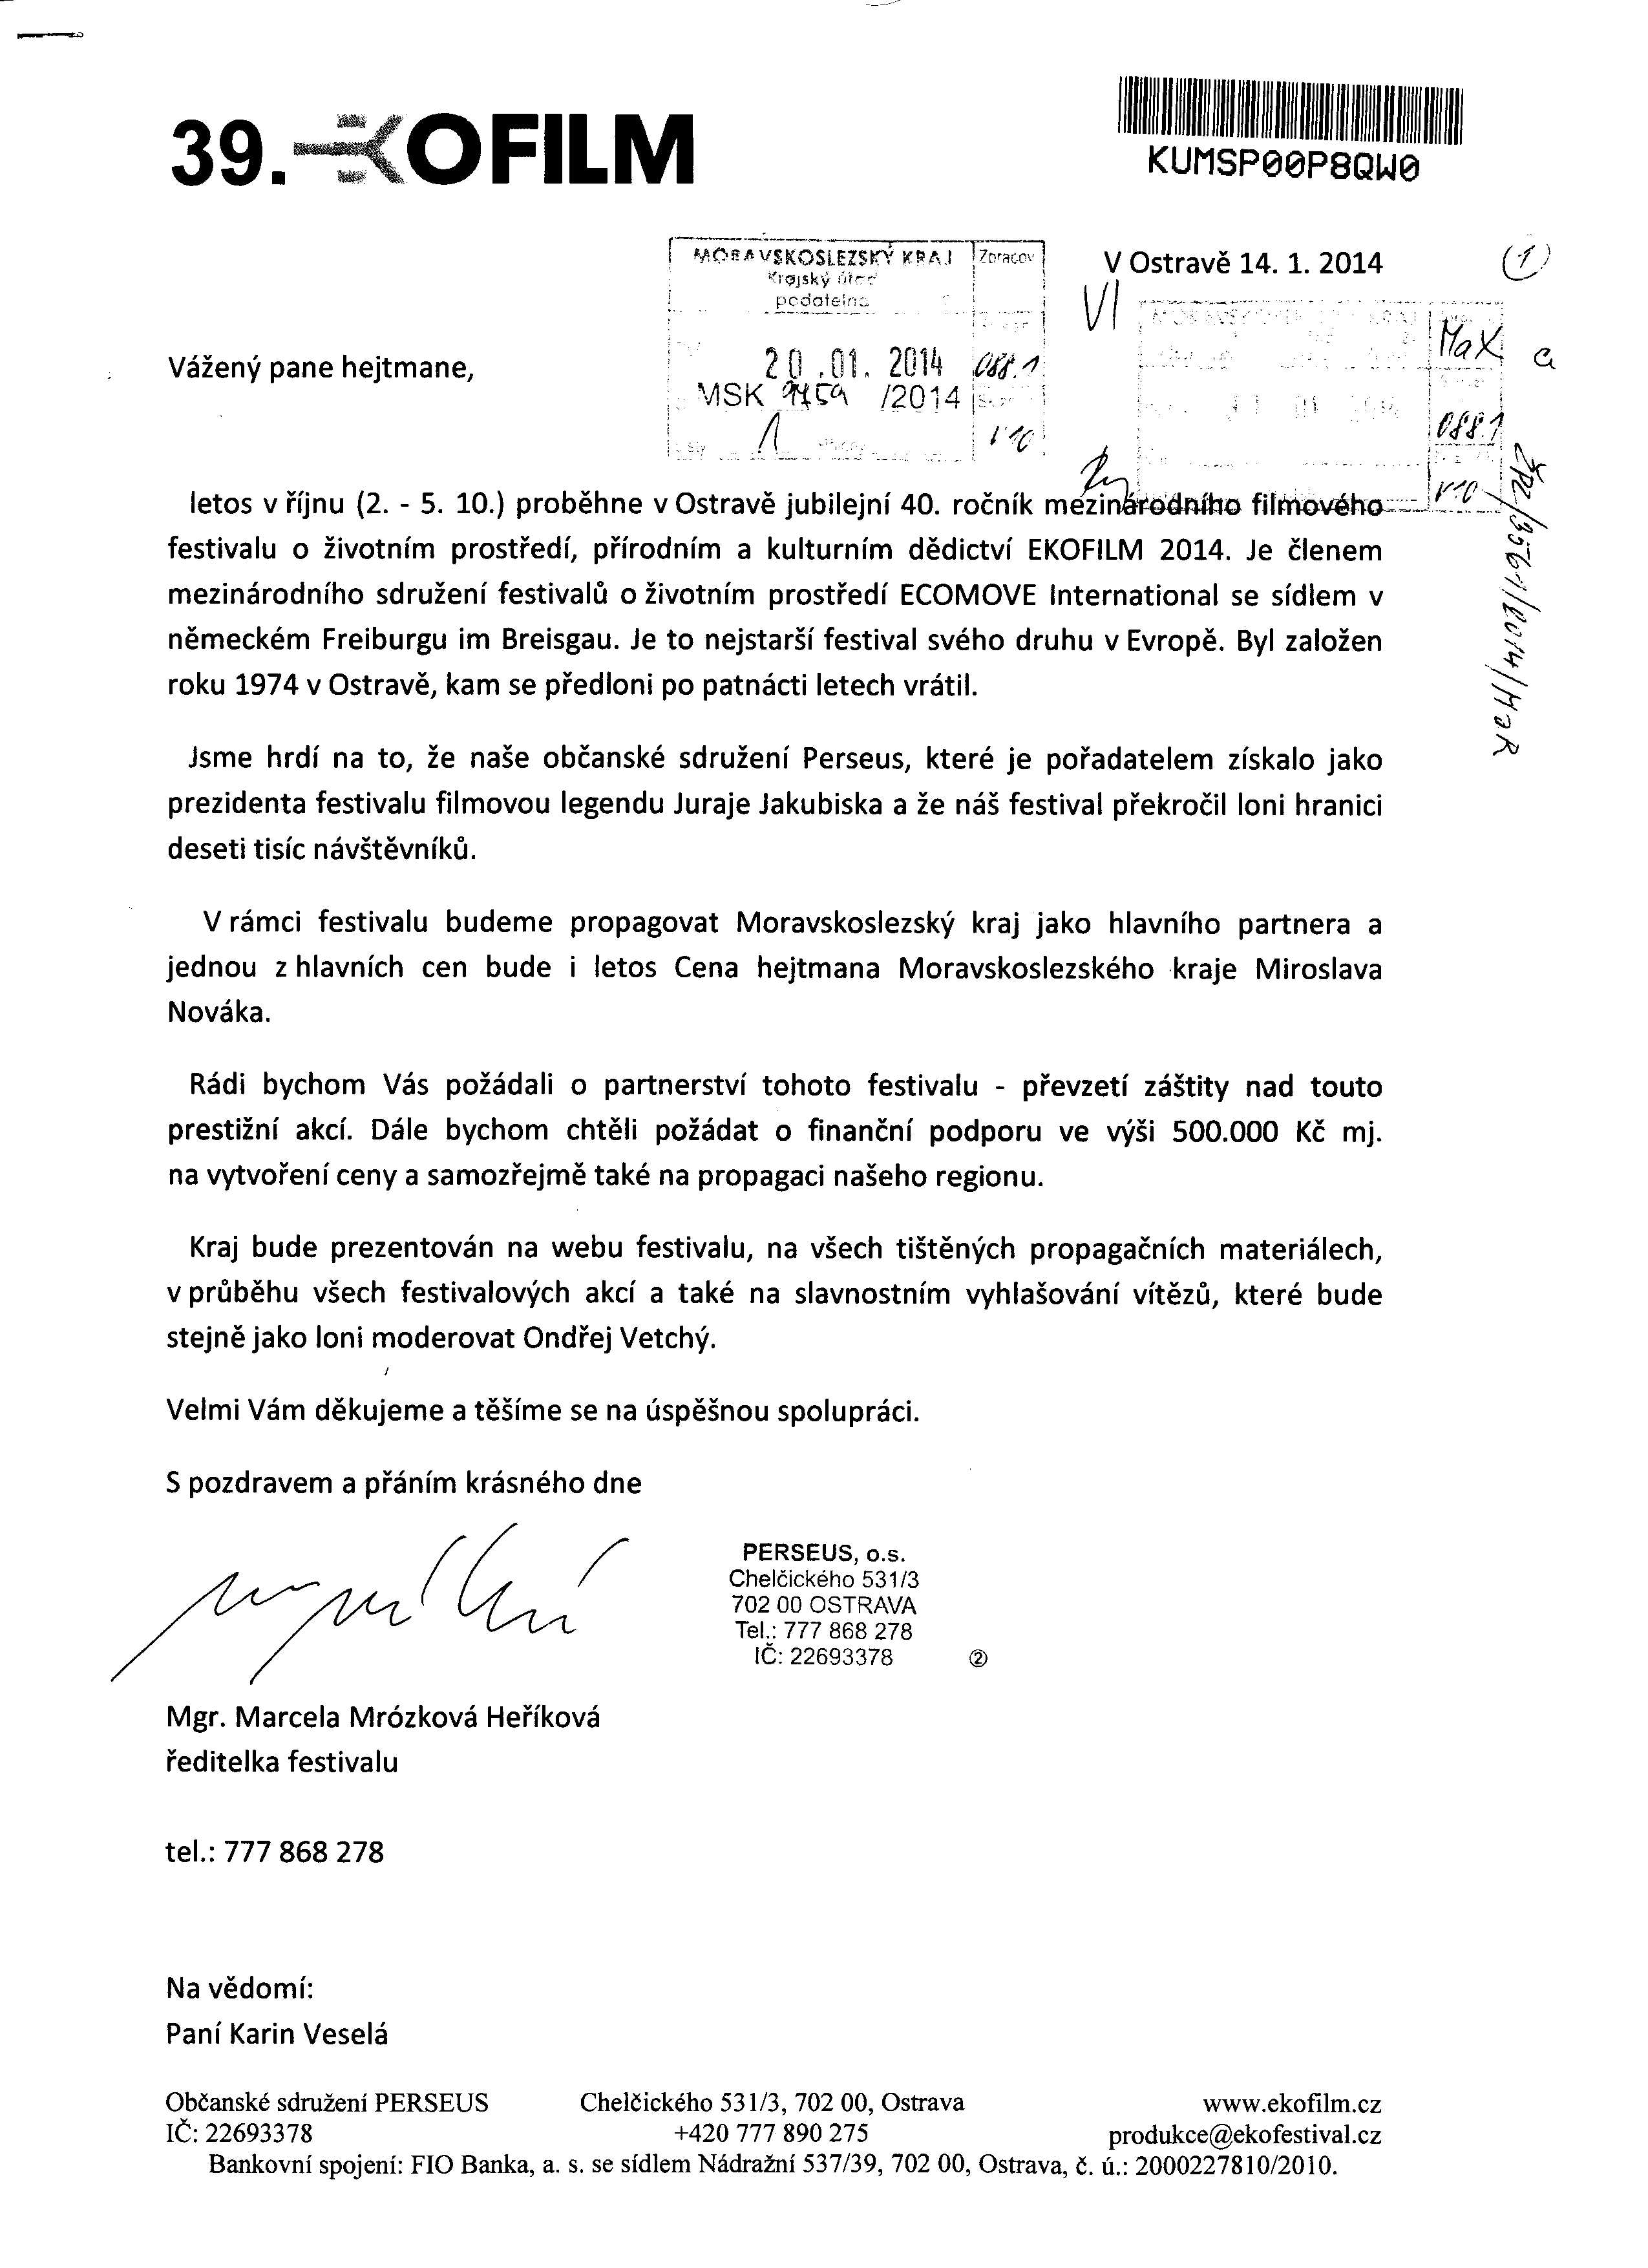 39. EKOFILM
KUMSP00P8QW0
MORAVSKOSLEZSKÝ KRAJ
Zpracov
Krajský úřad
podatelna
V Ostravě 14. 1. 2014
1
VI
MaX
Vážený pane hejtmane,
20.01.2014
088.1
MSK /2014
088.1
V10
V10
letos v říjnu (2. - 5. 10.) proběhne v Ostravě jubilejní 40. ročník mezinárodního filmového
festivalu o životním prostředí, přírodním a kulturním dědictví EKOFILM 2014. Je členem
mezinárodního sdružení festivalů o životním prostředí ECOMOVE International se sídlem v
německém Freiburgu im Breisgau. Je to nejstarší festival svého druhu v Evropě. Byl založen
roku 1974 v Ostravě, kam se předloni po patnácti letech vrátil.
Jsme hrdí na to, že naše občanské sdružení Perseus, které je pořadatelem získalo jako
prezidenta festivalu filmovou legendu Juraje Jakubiska a že náš festival překročil loni hranici
deseti tisíc návštěvníků.
V rámci festivalu budeme propagovat Moravskoslezský kraj jako hlavního partnera a
jednou z hlavních cen bude i letos Cena hejtmana Moravskoslezského kraje Miroslava
Nováka.
Rádi bychom Vás požádali o partnerství tohoto festivalu - převzetí záštity nad touto
prestižní akcí. Dále bychom chtěli požádat o finanční podporu ve výši 500.000 Kč mj.
na vytvoření ceny a samozřejmě také na propagaci našeho regionu.
Kraj bude prezentován na webu festivalu, na všech tištěných propagačních materiálech,
v průběhu všech festivalových akcí a také na slavnostním vyhlašování vítězů, které bude
stejně jako loni moderovat Ondřej Vetchý.
Velmi Vám děkujeme a těšíme se na úspěšnou spolupráci.
S pozdravem a přáním krásného dne
PERSEUS, o.s.
Chelčického 531/3
702 00 OSTRAVA
Tel.: 777 868 278
IČ: 22693378
②
Mgr. Marcela Mrózková Heříková
ředitelka festivalu
tel.: 777 868 278
Na vědomí:
Paní Karin Veselá
Občanské sdružení PERSEUS Chelčického 531/3, 702 00, Ostrava www.ekofilm.cz
IČ: 22693378 +420 777 890 275 produkce@ekofestival.cz
Bankovní spojení: FIO Banka, a. s. se sídlem Nádražní 537/39, 702 00, Ostrava, č. ú.: 2000227810/2010.